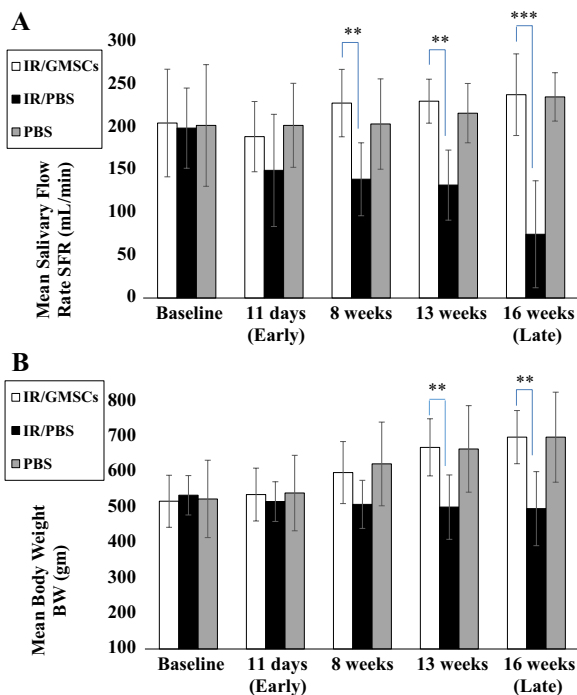 A
IR/GMSCs
IR/PBS
PBS
Mean Salivary Flow
Rate SFR (mL/min)
300
250
200
150
100
50
0
**
**
***
Baseline
11 days
(Early)
8 weeks
13 weeks
16 weeks
(Late)
B
IR/GMSCs
IR/PBS
PBS
Mean Body Weight
BW (gm)
800
700
600
500
400
300
200
100
**
**
Baseline
11 days
(Early)
8 weeks
13 weeks
16 weeks
(Late)